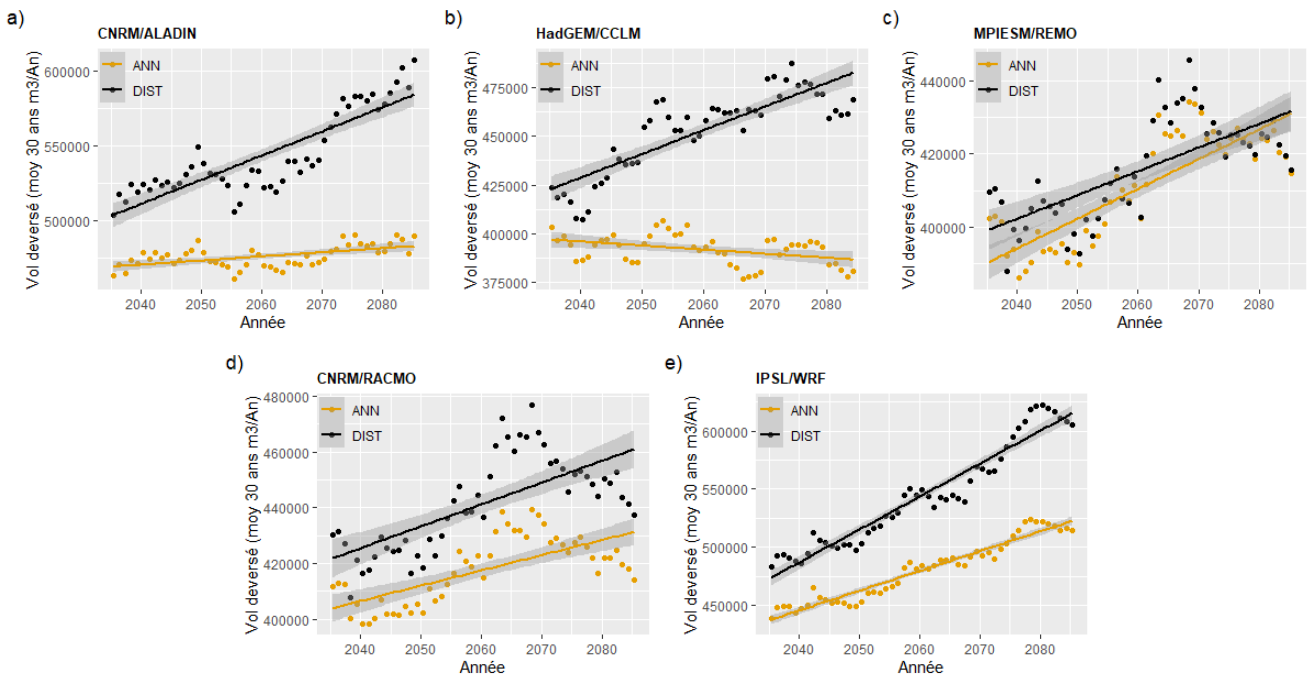 a)
CNRM/ALADIN
Vol deversé (moy 30 ans m3/An)
600000
550000
500000
ANN
DIST
2040 2050 2060 2070 2080
Année
b)
HadGEM/CCLM
Vol deversé (moy 30 ans m3/An)
475000
450000
425000
400000
375000
ANN
DIST
2040 2050 2060 2070 2080
Année
c)
MPIESM/REMO
Vol deversé (moy 30 ans m3/An)
440000
420000
400000
ANN
DIST
2040 2050 2060 2070 2080
Année
d)
CNRM/RACMO
Vol deversé (moy 30 ans m3/An)
480000
460000
440000
420000
400000
ANN
DIST
2040 2050 2060 2070 2080
Année
e)
IPSL/WRF
Vol deversé (moy 30 ans m3/An)
600000
550000
500000
450000
ANN
DIST
2040 2050 2060 2070 2080
Année